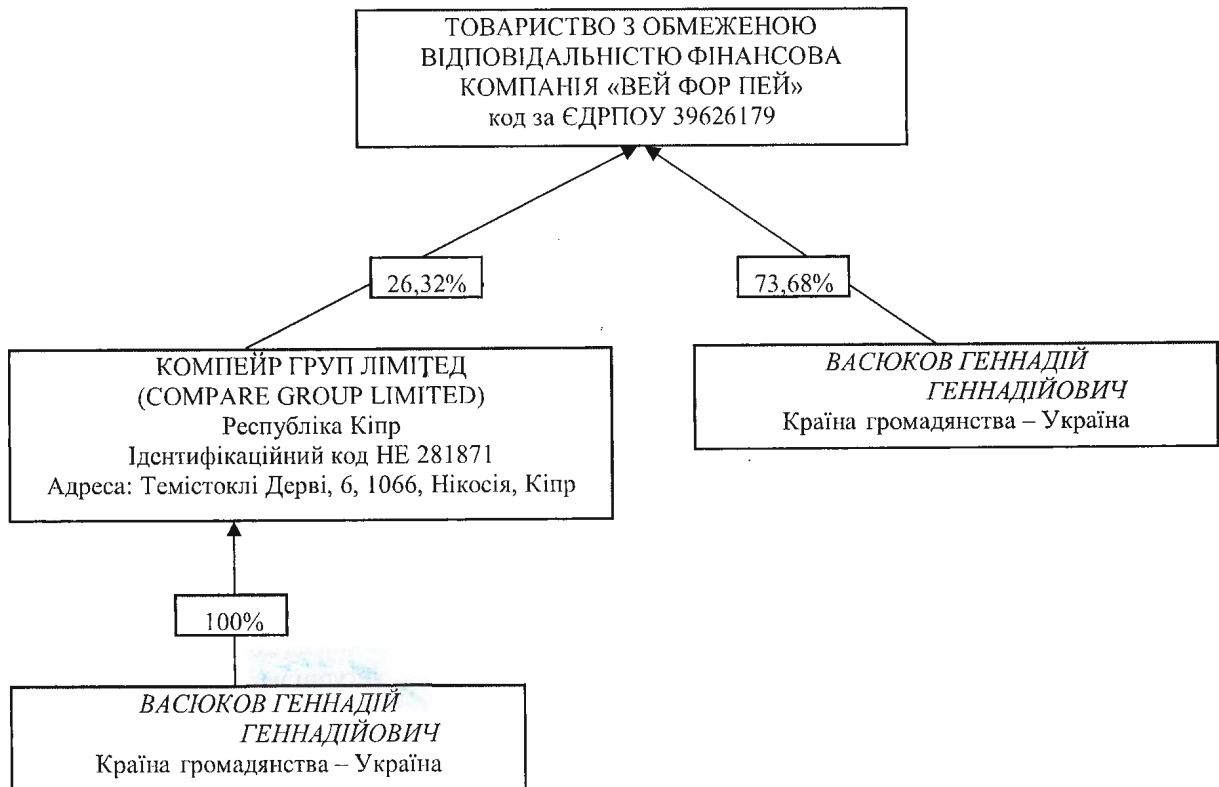 ТОВАРИСТВО З ОБМЕЖЕНОЮ
ВІДПОВІДАЛЬНІСТЮ ФІНАНСОВА
КОМПАНІЯ «ВЕЙ ФОР ПЕЙ»
код за ЄДРПОУ 39626179
26,32%
73,68%
КОМПЕЙР ГРУП ЛІМІТЕД
(COMPARE GROUP LIMITED)
Республіка Кіпр
Ідентифікаційний код НЕ 281871
Адреса: Темістоклі Дерві, 6, 1066, Нікосія, Кіпр
ВАСЮКОВ ГЕННАДІЙ
ГЕННАДІЙОВИЧ
Країна громадянства – Україна
100%
ВАСЮКОВ ГЕННАДІЙ
ГЕННАДІЙОВИЧ
Країна громадянства – Україна